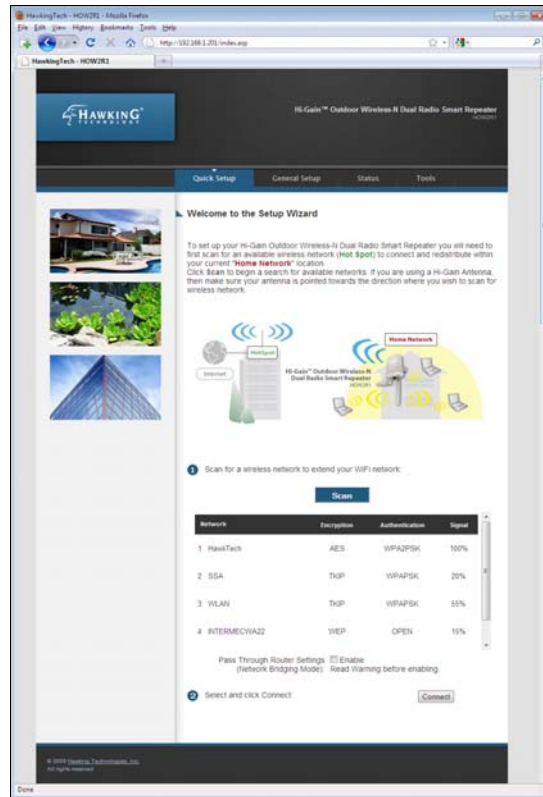 HawkingTech - HOW2R1 - Mozilla Firefox
File Edit View History Bookmarks Tools Help
http://192.168.1.201/index.asp
HawkingTech - HOW2R1
HAWKING
TECHNOLOGY
Hi-Gain™ Outdoor Wireless-N Dual Radio Smart Repeater
HOW2R1
Quick Setup General Setup Status Tools
Welcome to the Setup Wizard
To set up your Hi-Gain Outdoor Wireless-N Dual Radio Smart Repeater you will need to
first scan for an available wireless network (Hot Spot) to connect and redistribute within
your current "Home Network" location.
Click Scan to begin a search for available networks. If you are using a Hi-Gain Antenna,
then make sure your antenna is pointed towards the direction where you wish to scan for
wireless network.
HotSpot
Internet
Home Network
Hi-Gain™ Outdoor Wireless-N
Dual Radio Smart Repeater
HOW2R1
1 Scan for a wireless network to extend your WiFi network:
Scan
Network Encryption Authentication Signal
1 HawkTech AES WPA2PSK 100%
2 SSA TKIP WPAPSK 20%
3 WLAN TKIP WPAPSK 55%
4 INTERMECWA22 WEP OPEN 15%
Pass Through Router Settings Enable
(Network Bridging Mode) Read Warning before enabling.
2 Select and click Connect Connect
© 2009 Hawking Technologies, Inc.
All rights reserved
Done